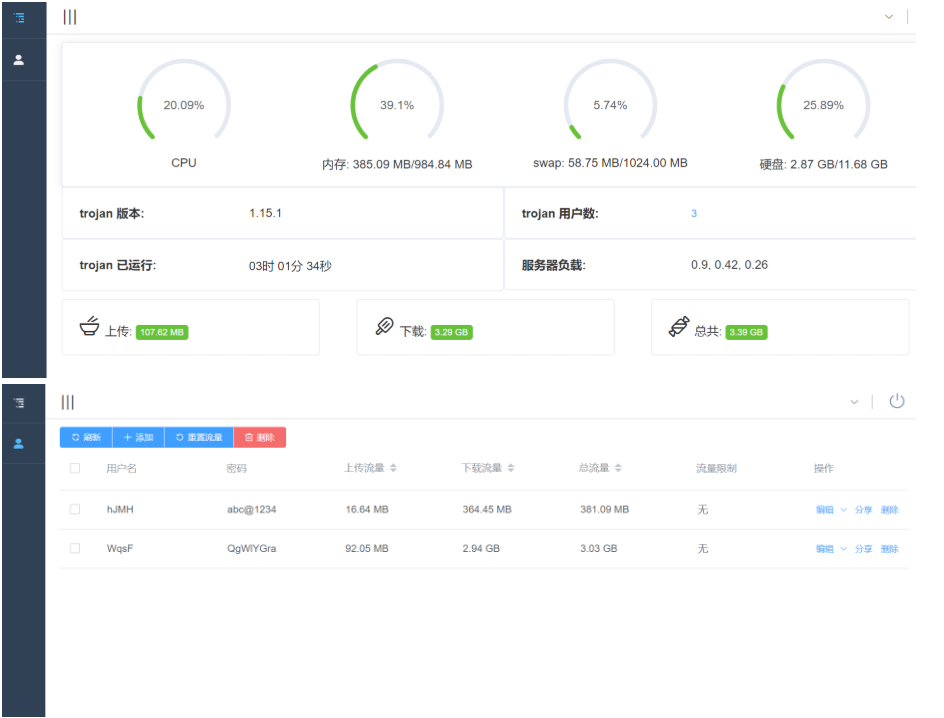 20.09% 39.1% 5.74% 25.89%
CPU 内存: 385.09 MB/984.84 MB swap: 58.75 MB/1024.00 MB 硬盘: 2.87 GB/11.68 GB
trojan 版本: 1.15.1 trojan 用户数: 3
trojan 已运行: 03时 01分 34秒 服务器负载: 0.9, 0.42, 0.26
上传: 107.62 MB 下载: 3.29 GB 总共: 3.39 GB
刷新 添加 重置流量 删除
用户名 密码 上传流量 下载流量 总流量 流量限制 操作
hJMH abc@1234 16.64 MB 364.45 MB 381.09 MB 无 编辑 分享 删除
WqsF QgWlYGra 92.05 MB 2.94 GB 3.03 GB 无 编辑 分享 删除